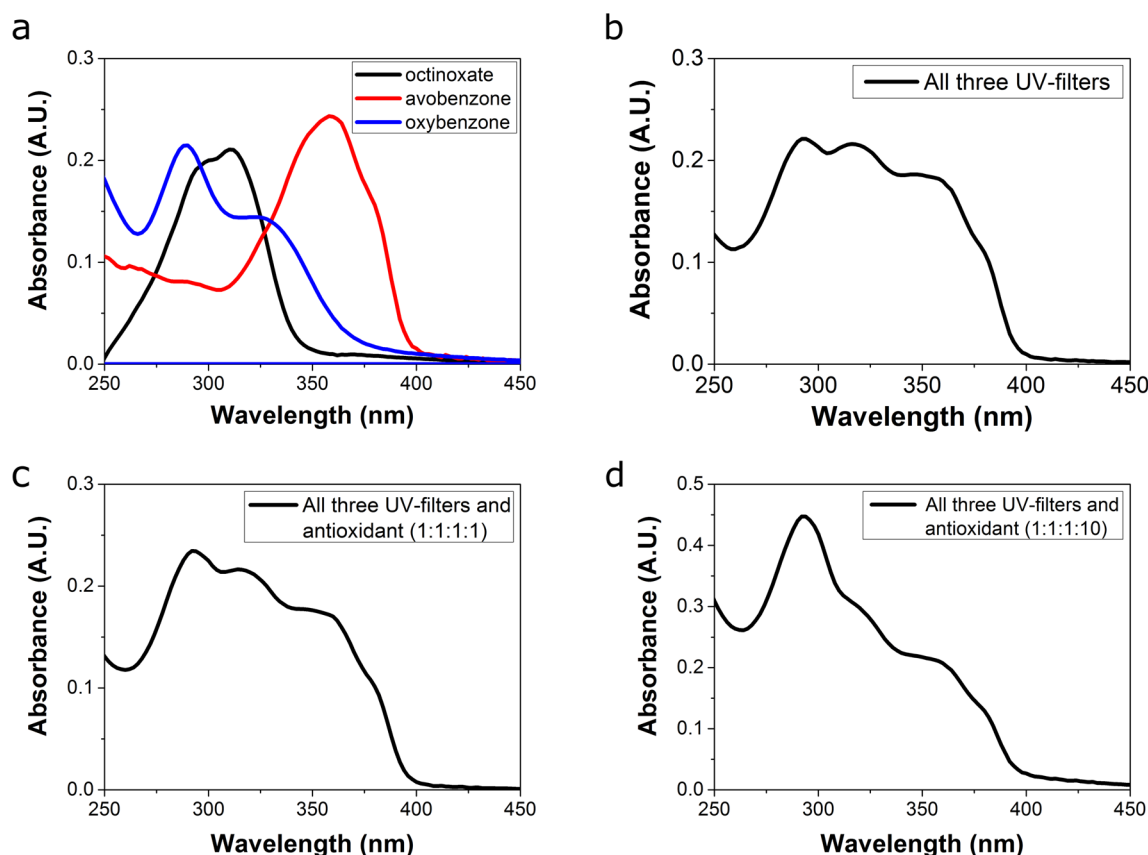 a
0.3
0.2
0.1
0.0
Absorbance (A.U.)
octinoxate
avobenzone
oxybenzone
250 300 350 400 450
Wavelength (nm)
b
0.3
0.2
0.1
0.0
Absorbance (A.U.)
All three UV-filters
250 300 350 400 450
Wavelength (nm)
c
0.3
0.2
0.1
0.0
Absorbance (A.U.)
All three UV-filters and
antioxidant (1:1:1:1)
250 300 350 400 450
Wavelength (nm)
d
0.5
0.4
0.3
0.2
0.1
0.0
Absorbance (A.U.)
All three UV-filters and
antioxidant (1:1:1:10)
250 300 350 400 450
Wavelength (nm)